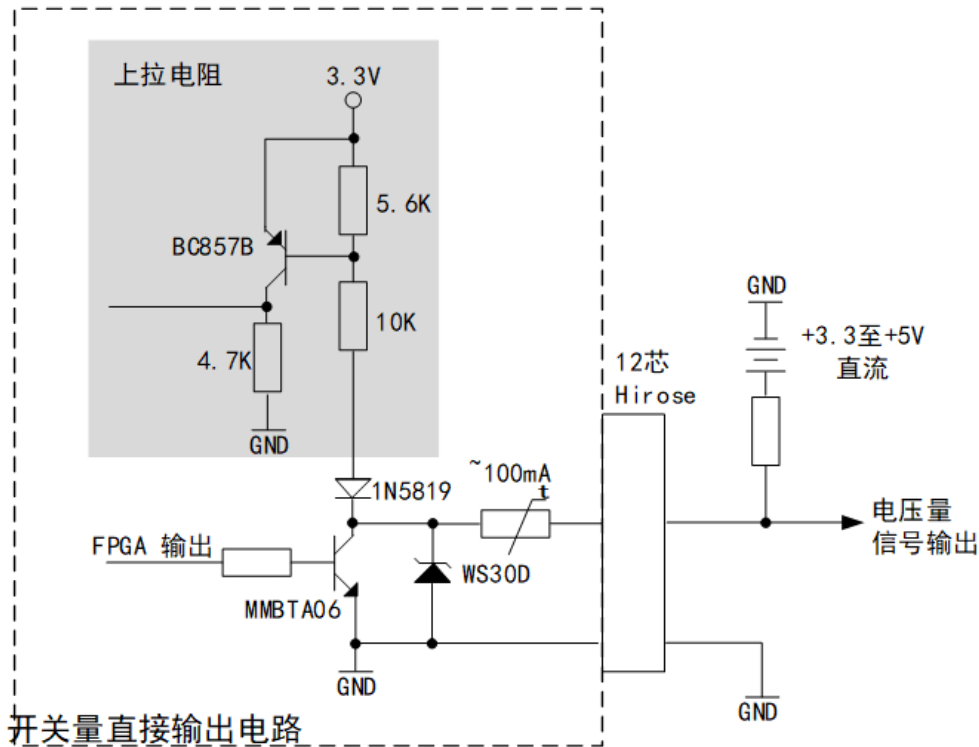 上拉电阻
3.3V
5.6K
BC857B
10K
4.7K
GND
GND
+3.3至+5V
直流
12芯
Hirose
~100mA
t
1N5819
电压量
信号输出
FPGA 输出
WS30D
MMBTA06
GND
GND
开关量直接输出电路